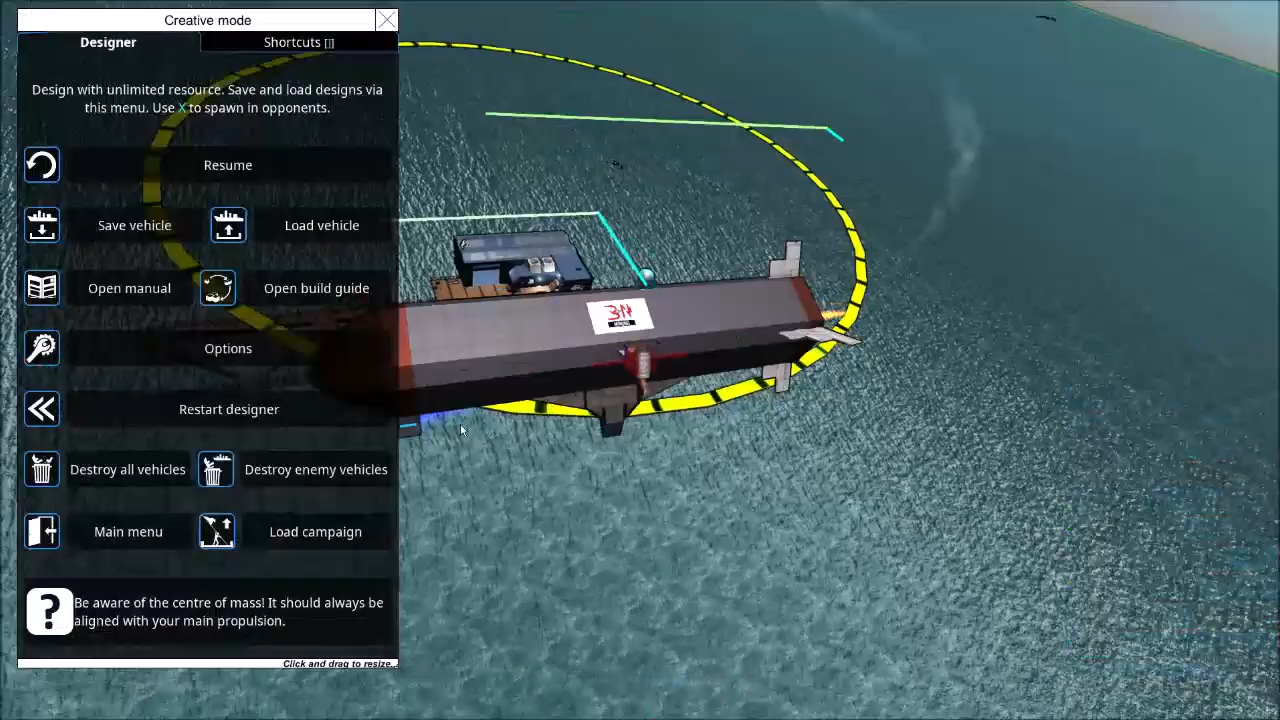 Creative mode
Designer
Shortcuts []]
Design with unlimited resource. Save and load designs via
this menu. Use X to spawn in opponents.
Resume
Save vehicle
Load vehicle
Open manual
Open build guide
Options
Restart designer
Destroy all vehicles
Destroy enemy vehicles
Main menu
Load campaign
?
Be aware of the centre of mass! It should always be
aligned with your main propulsion.
Click and drag to resize..